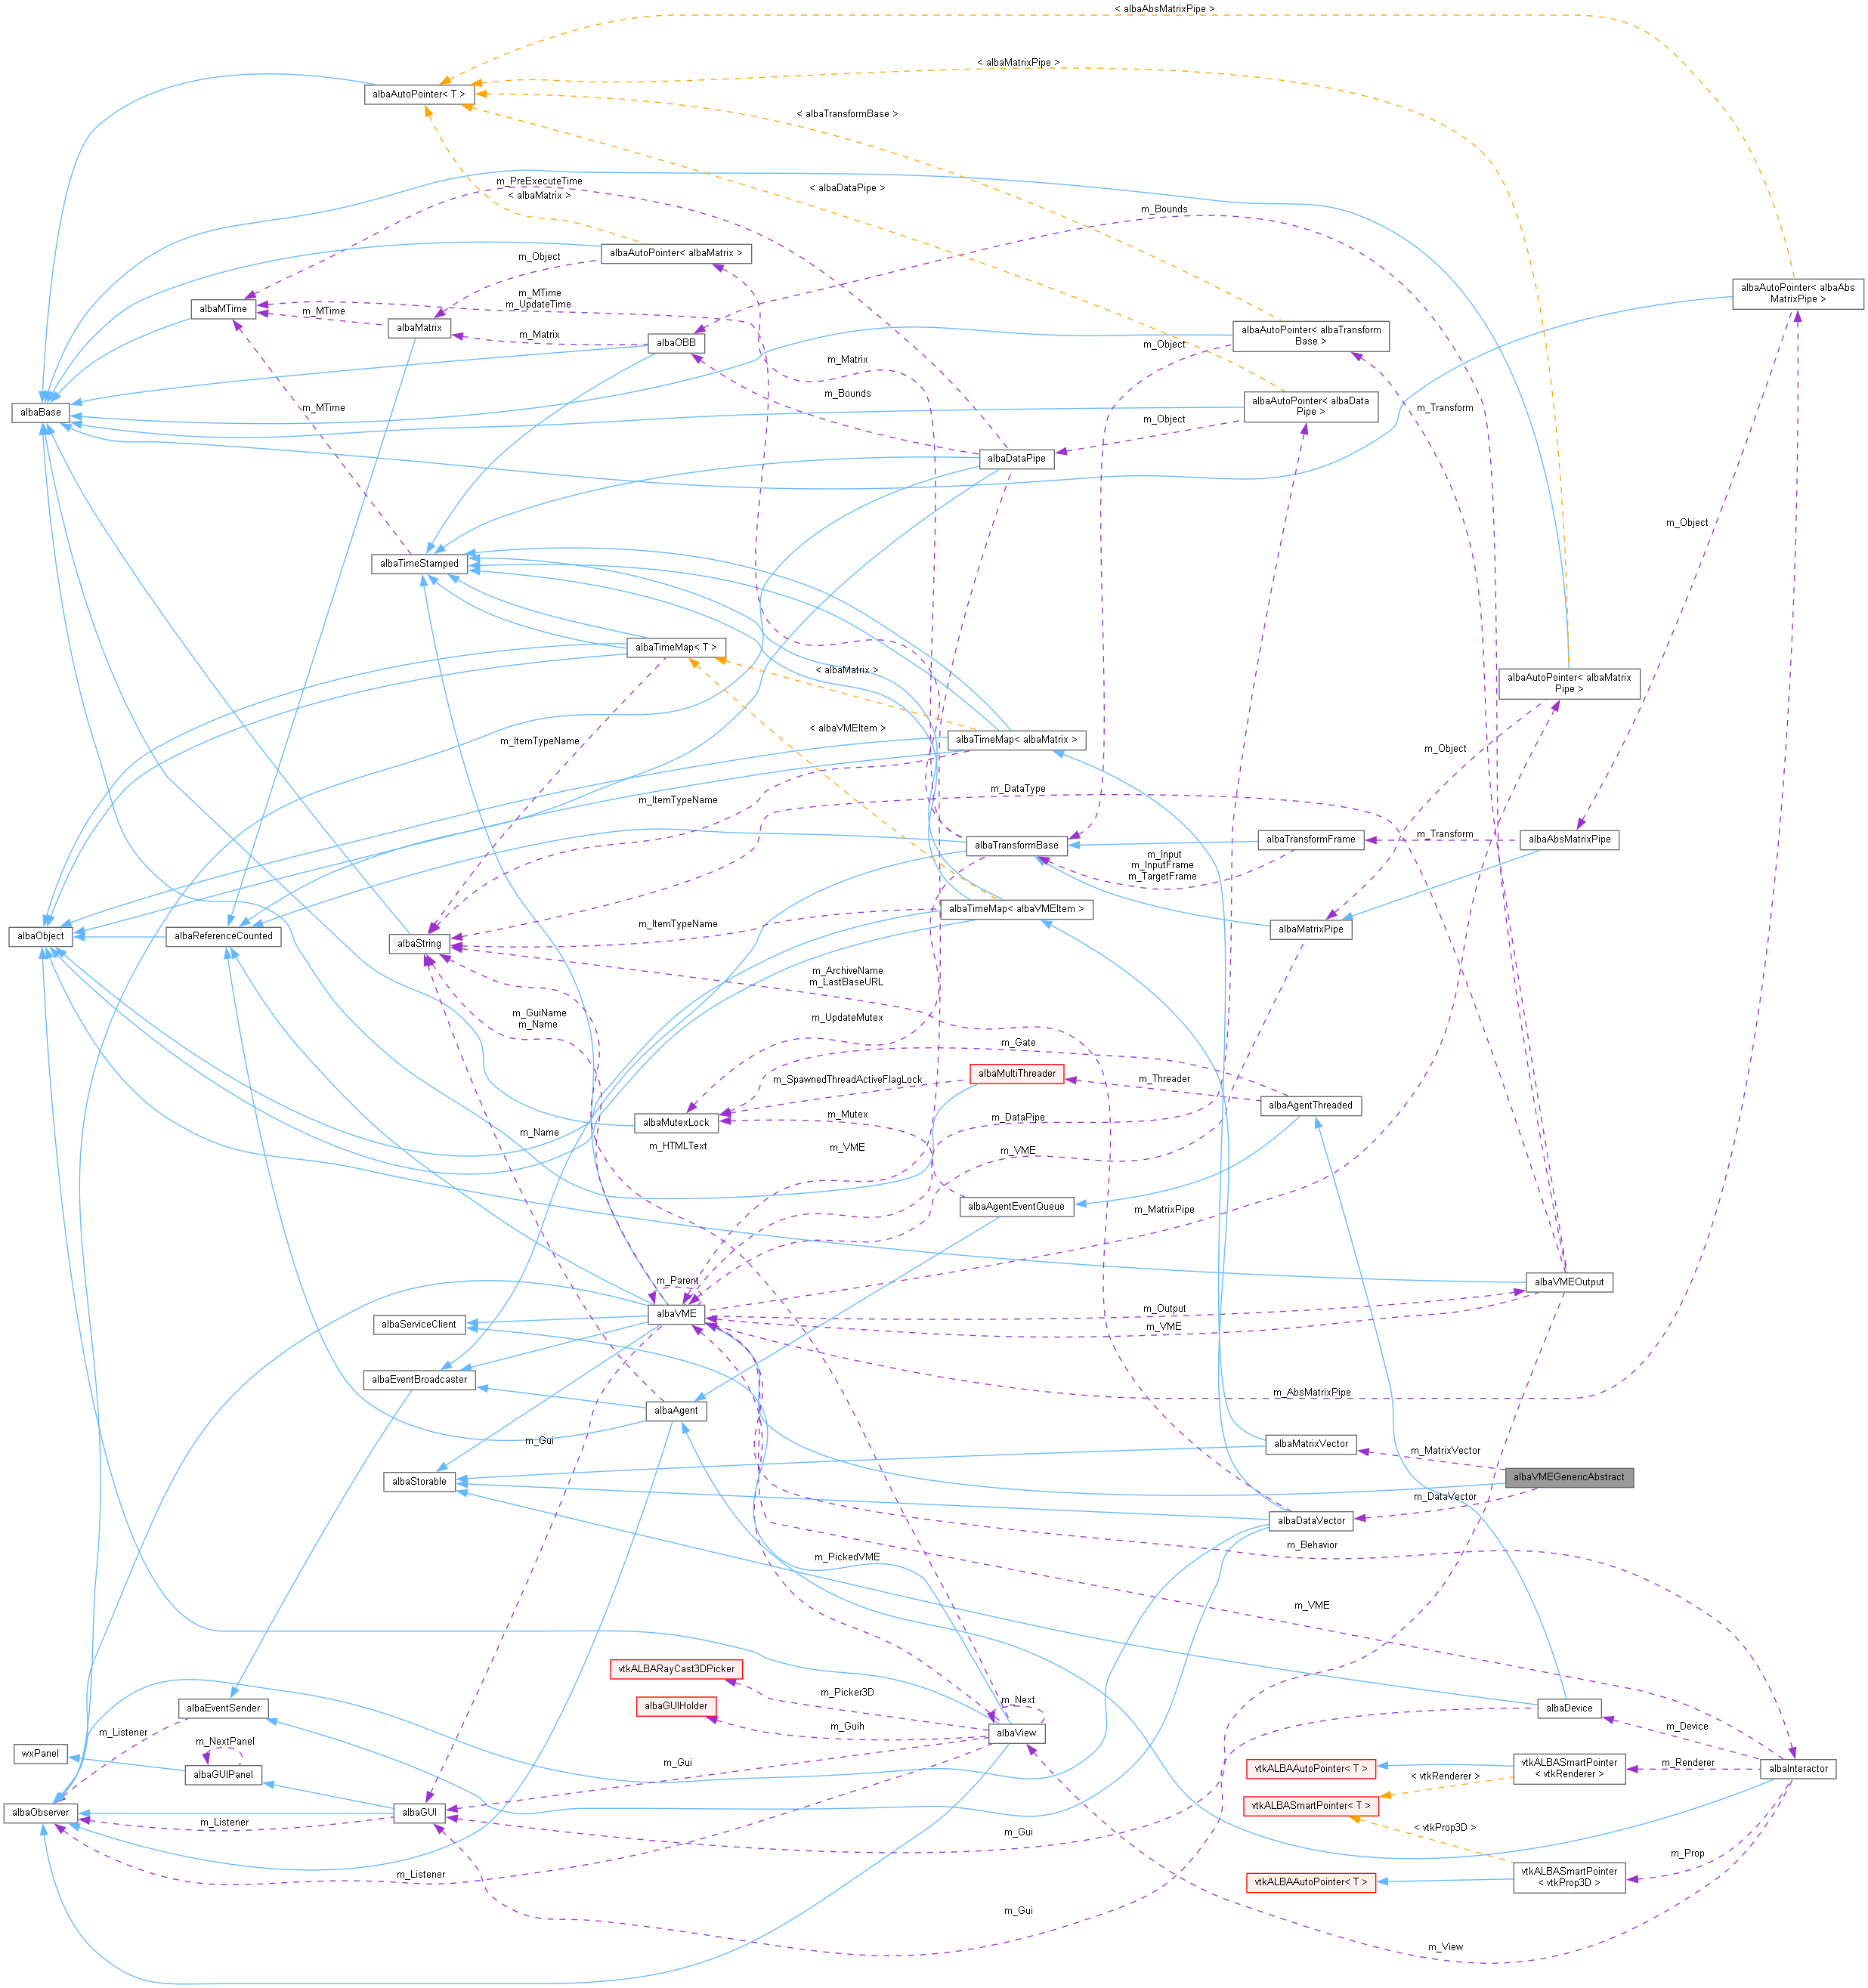 < albaAbsMatrixPipe >
< albaMatrixPipe >
albaAutoPointer< T >
< albaTransformBase >
m_PreExecuteTime
< albaMatrix >
< albaDataPipe >
m_Bounds
albaAutoPointer< albaMatrix >
m_Object
albaAutoPointer< albaAbs
MatrixPipe >
m_MTime
m_UpdateTime
albaMTime
m_MTime
albaMatrix
m_Matrix
albaOBB
albaAutoPointer< albaTransform
Base >
m_Object
m_Matrix
m_Bounds
albaAutoPointer< albaData
Pipe >
m_Transform
albaBase
m_MTime
m_Object
albaDataPipe
m_Object
albaTimeStamped
albaTimeMap< T >
< albaMatrix >
albaAutoPointer< albaMatrix
Pipe >
< albaVMEItem >
m_ItemTypeName
albaTimeMap< albaMatrix >
m_Object
m_ItemTypeName
m_DataType
albaTransformBase
albaTransformFrame
m_Transform
albaAbsMatrixPipe
m_Input
m_InputFrame
m_TargetFrame
albaTimeMap< albaVMEItem >
m_ItemTypeName
albaMatrixPipe
albaObject
albaReferenceCounted
albaString
m_ArchiveName
m_LastBaseURL
m_GuiName
m_Name
m_UpdateMutex
m_Gate
m_SpawnedThreadActiveFlagLock
albaMultiThreader
m_Threader
albaAgentThreaded
albaMutexLock
m_Mutex
m_DataPipe
m_Name
m_HTMLText
m_VME
m_VME
albaAgentEventQueue
m_MatrixPipe
m_Parent
albaVMEOutput
albaVME
m_Output
m_VME
albaServiceClient
albaEventBroadcaster
m_AbsMatrixPipe
albaAgent
m_Gui
albaMatrixVector
m_MatrixVector
albaStorable
albaVMEGenericAbstract
m_DataVector
albaDataVector
m_Behavior
m_PickedVME
m_VME
vtkALBARayCast3DPicker
m_Picker3D
albaGUIHolder
m_Guih
m_Next
albaView
albaEventSender
albaDevice
m_Listener
m_Device
wxPanel
m_NextPanel
albaGUIPanel
m_Gui
vtkALBAAutoPointer< T >
vtkALBASmartPointer
< vtkRenderer >
m_Renderer
albaInteractor
< vtkRenderer >
vtkALBASmartPointer< T >
albaObserver
m_Listener
albaGUI
m_Gui
< vtkProp3D >
m_Prop
m_Listener
vtkALBAAutoPointer< T >
vtkALBASmartPointer
< vtkProp3D >
m_Gui
m_View